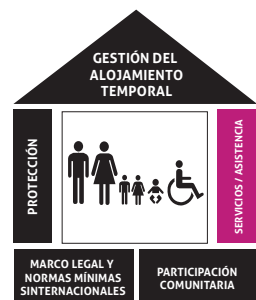 GESTIÓN DEL
ALOJAMIENTO
TEMPORAL
PROTECCIÓN
SERVICIOS / ASISTENCIA
MARCO LEGAL Y
NORMAS MÍNIMAS
SINTERNACIONALES
PARTICIPACIÓN
COMUNITARIA